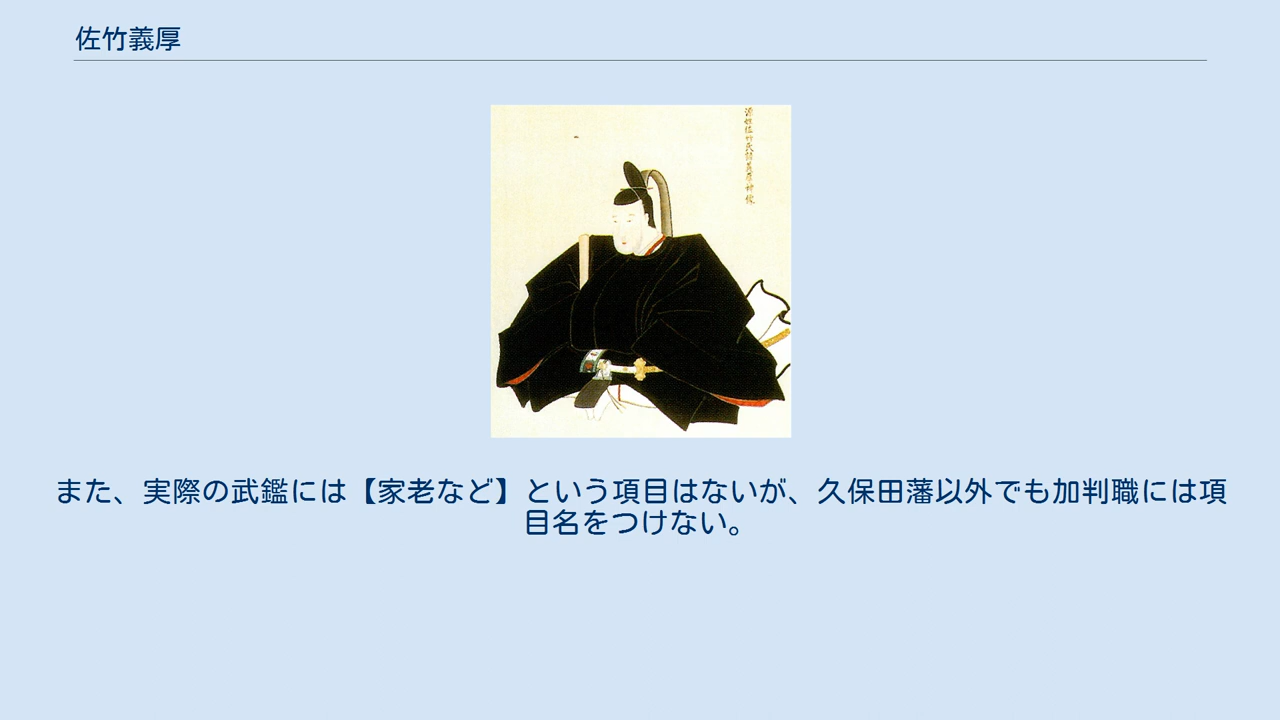 佐竹義厚
また、実際の武鑑には【家老など】という項目はないが、久保田藩以外でも加判職には項
目名をつけない。